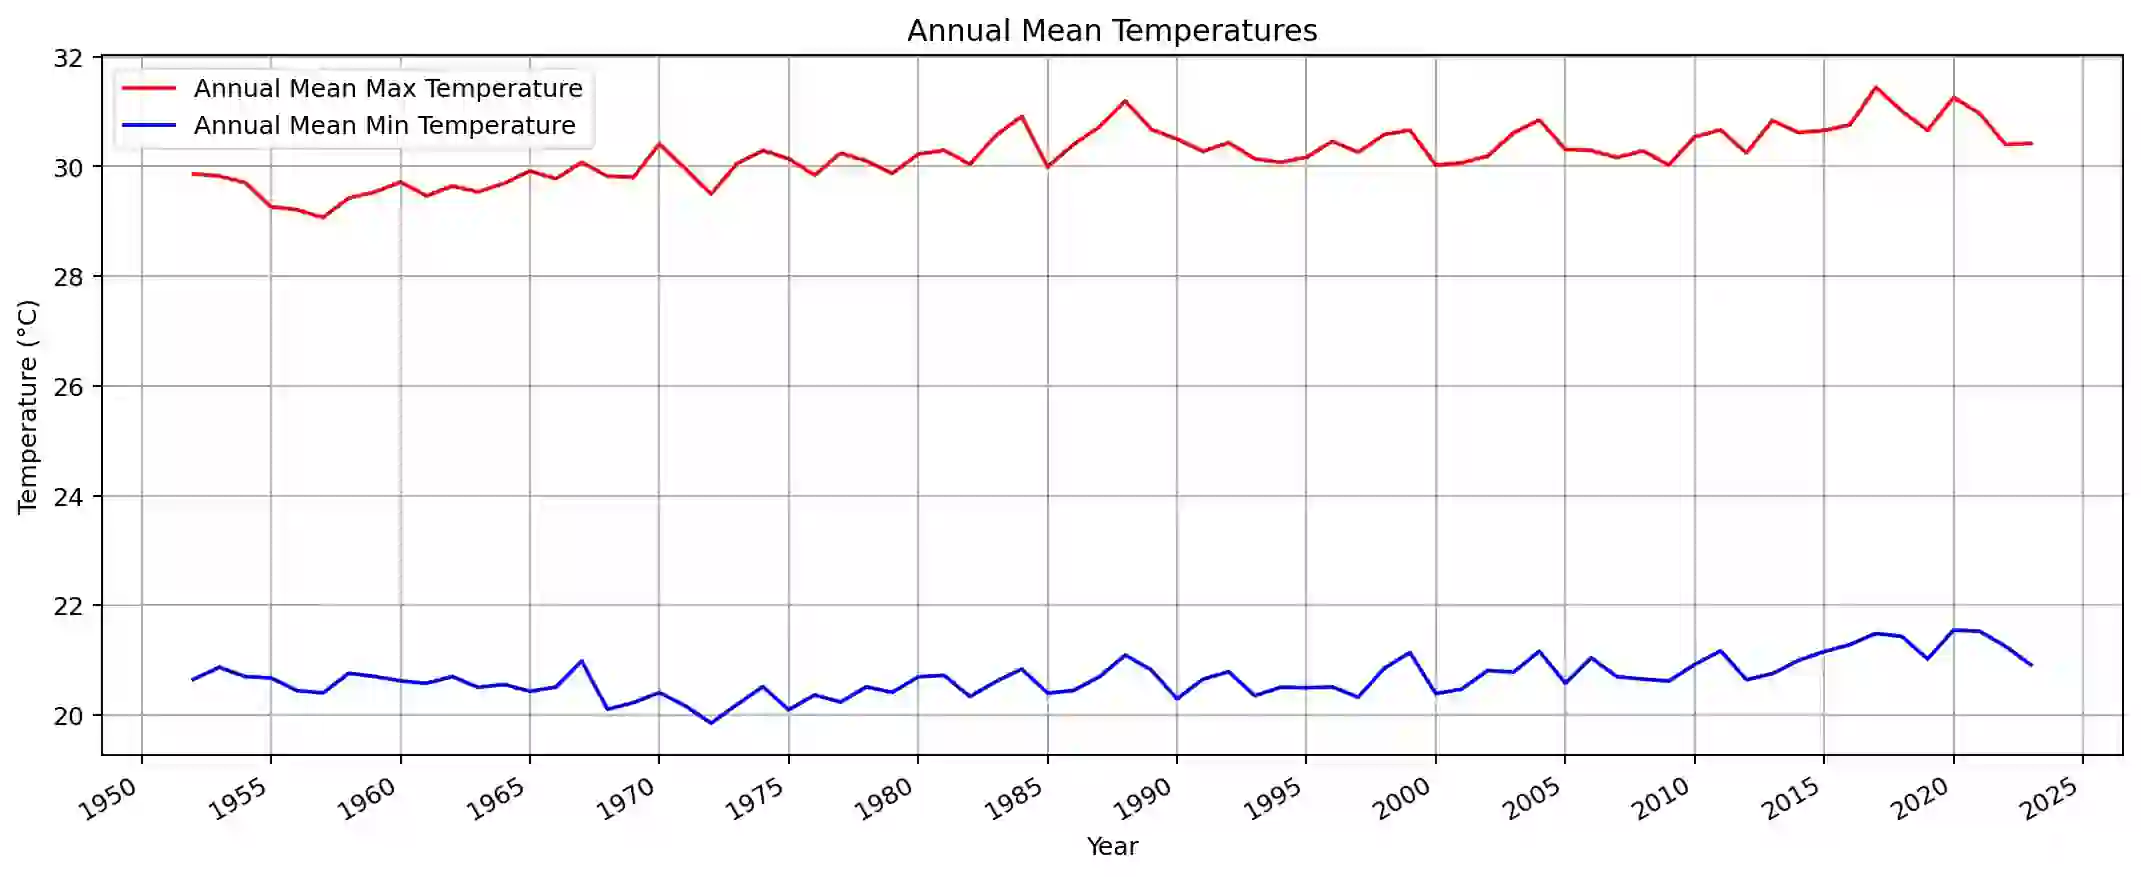 Annual Mean Temperatures
Annual Mean Max Temperature
Annual Mean Min Temperature
Temperature (°C)
32
30
28
26
24
22
20
1950 1955 1960 1965 1970 1975 1980 1985 1990 1995 2000 2005 2010 2015 2020 2025
Year